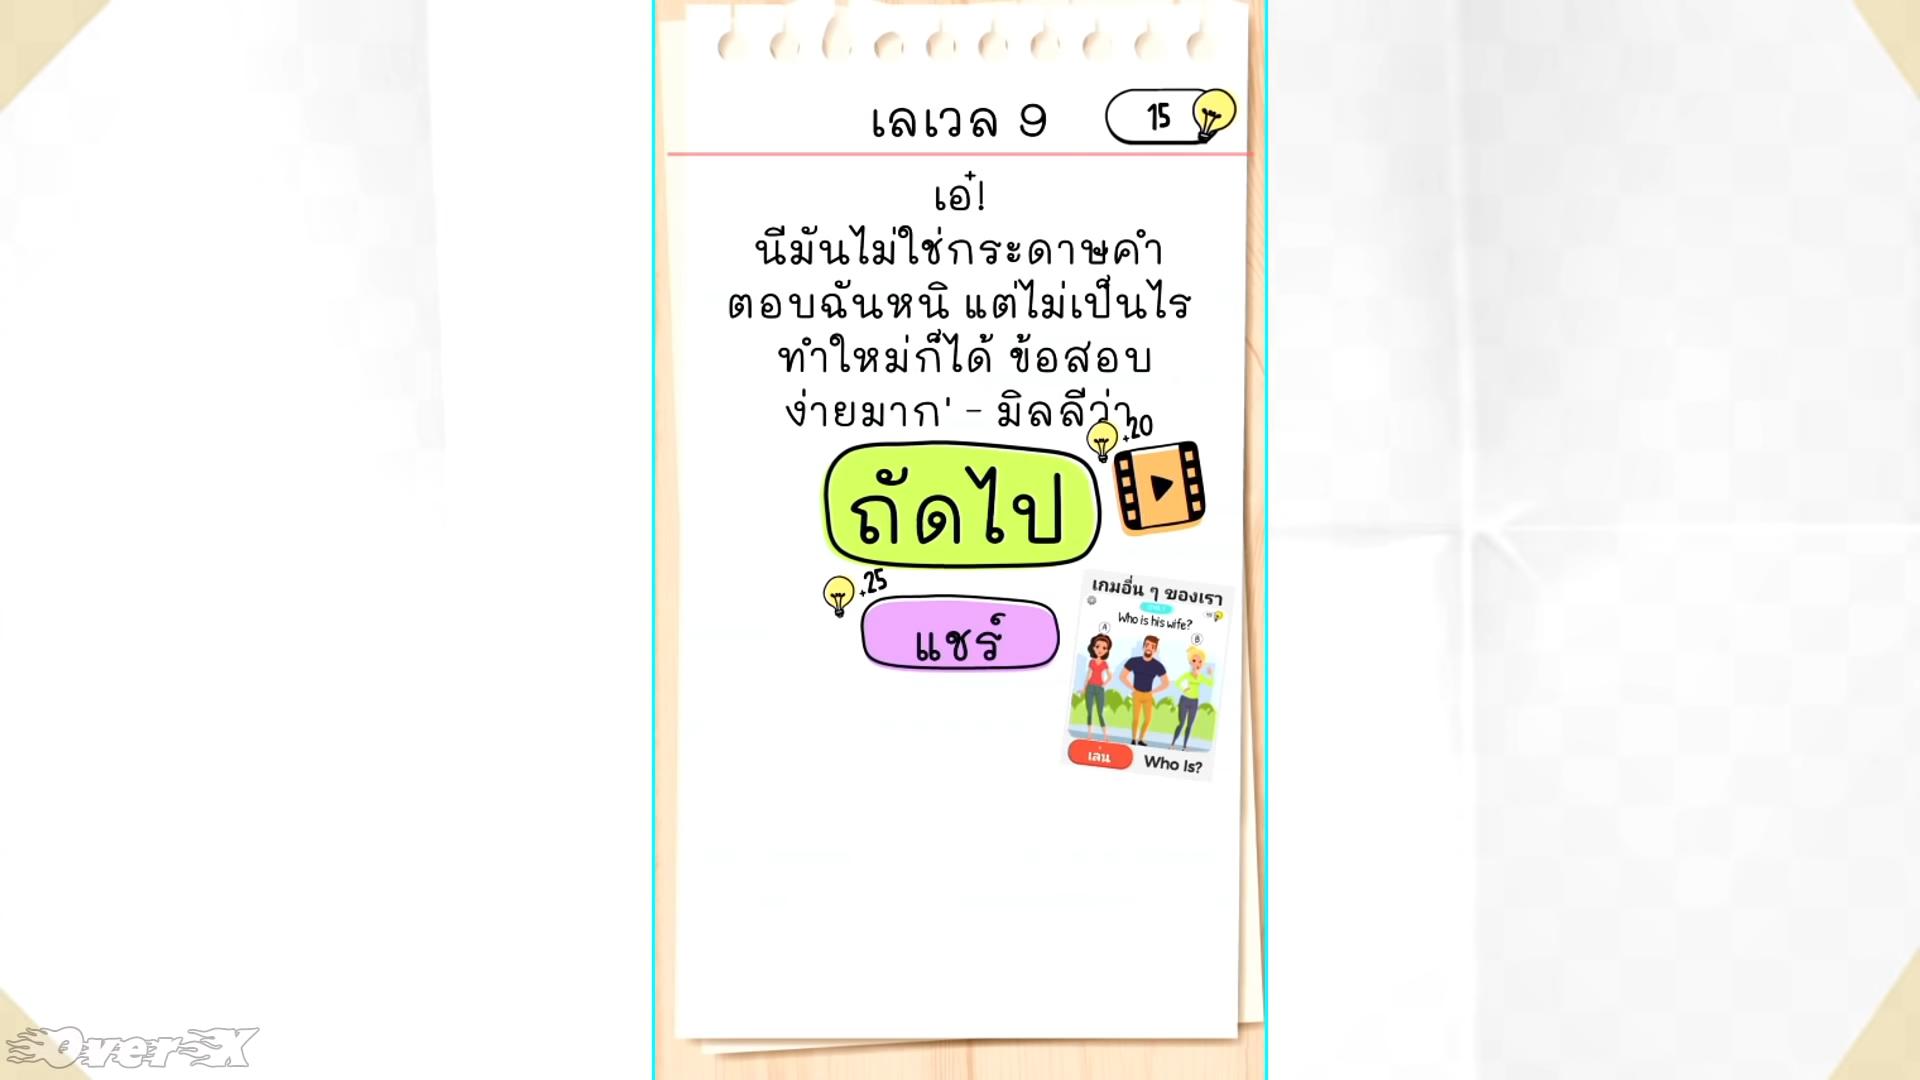 เลเวล 9
15
เอ๋!
นี่มันไม่ใช่กระดาษคำ
ตอบฉันหนิ แต่ไม่เป็นไร
ทำใหม่ก็ได้ ข้อสอบ
ง่ายมาก' - มิลลี่ว่า
+20
ถัดไป
+25
แชร์
เกมอื่น ๆ ของเรา
Who is his wife?
A
B
เล่น
Who Is?
Over-X